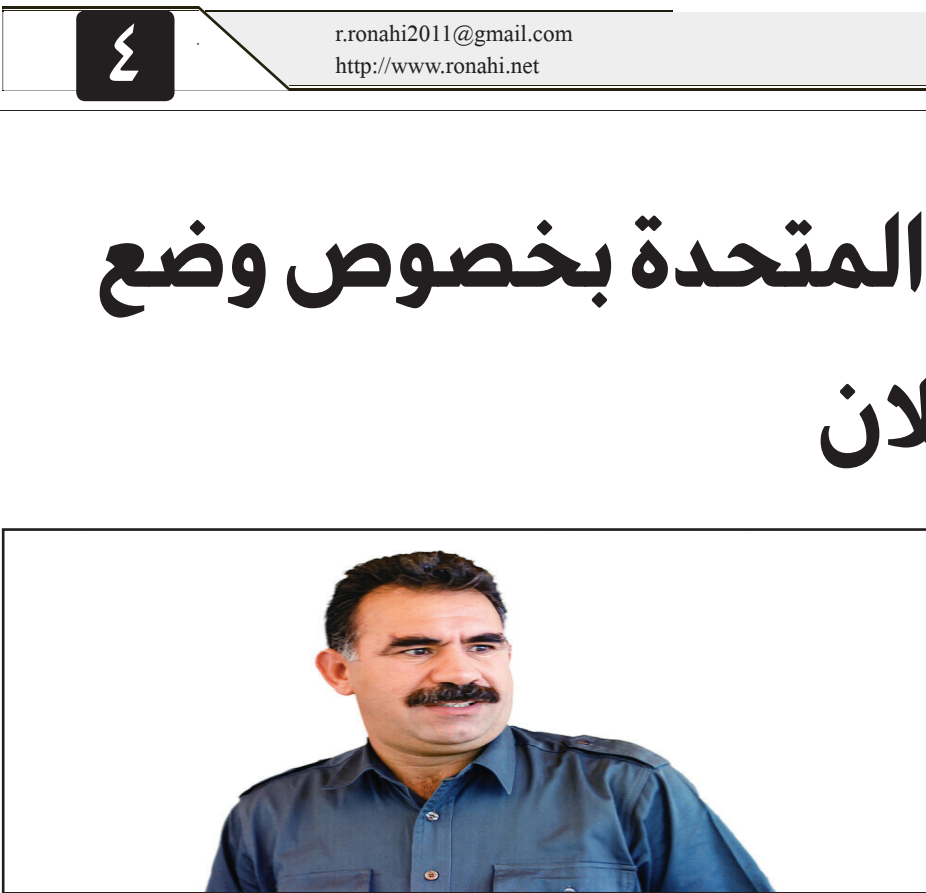 ٤
r.ronahi2011@gmail.com
http://www.ronahi.net
المتحدة بخصوص وضع
لان